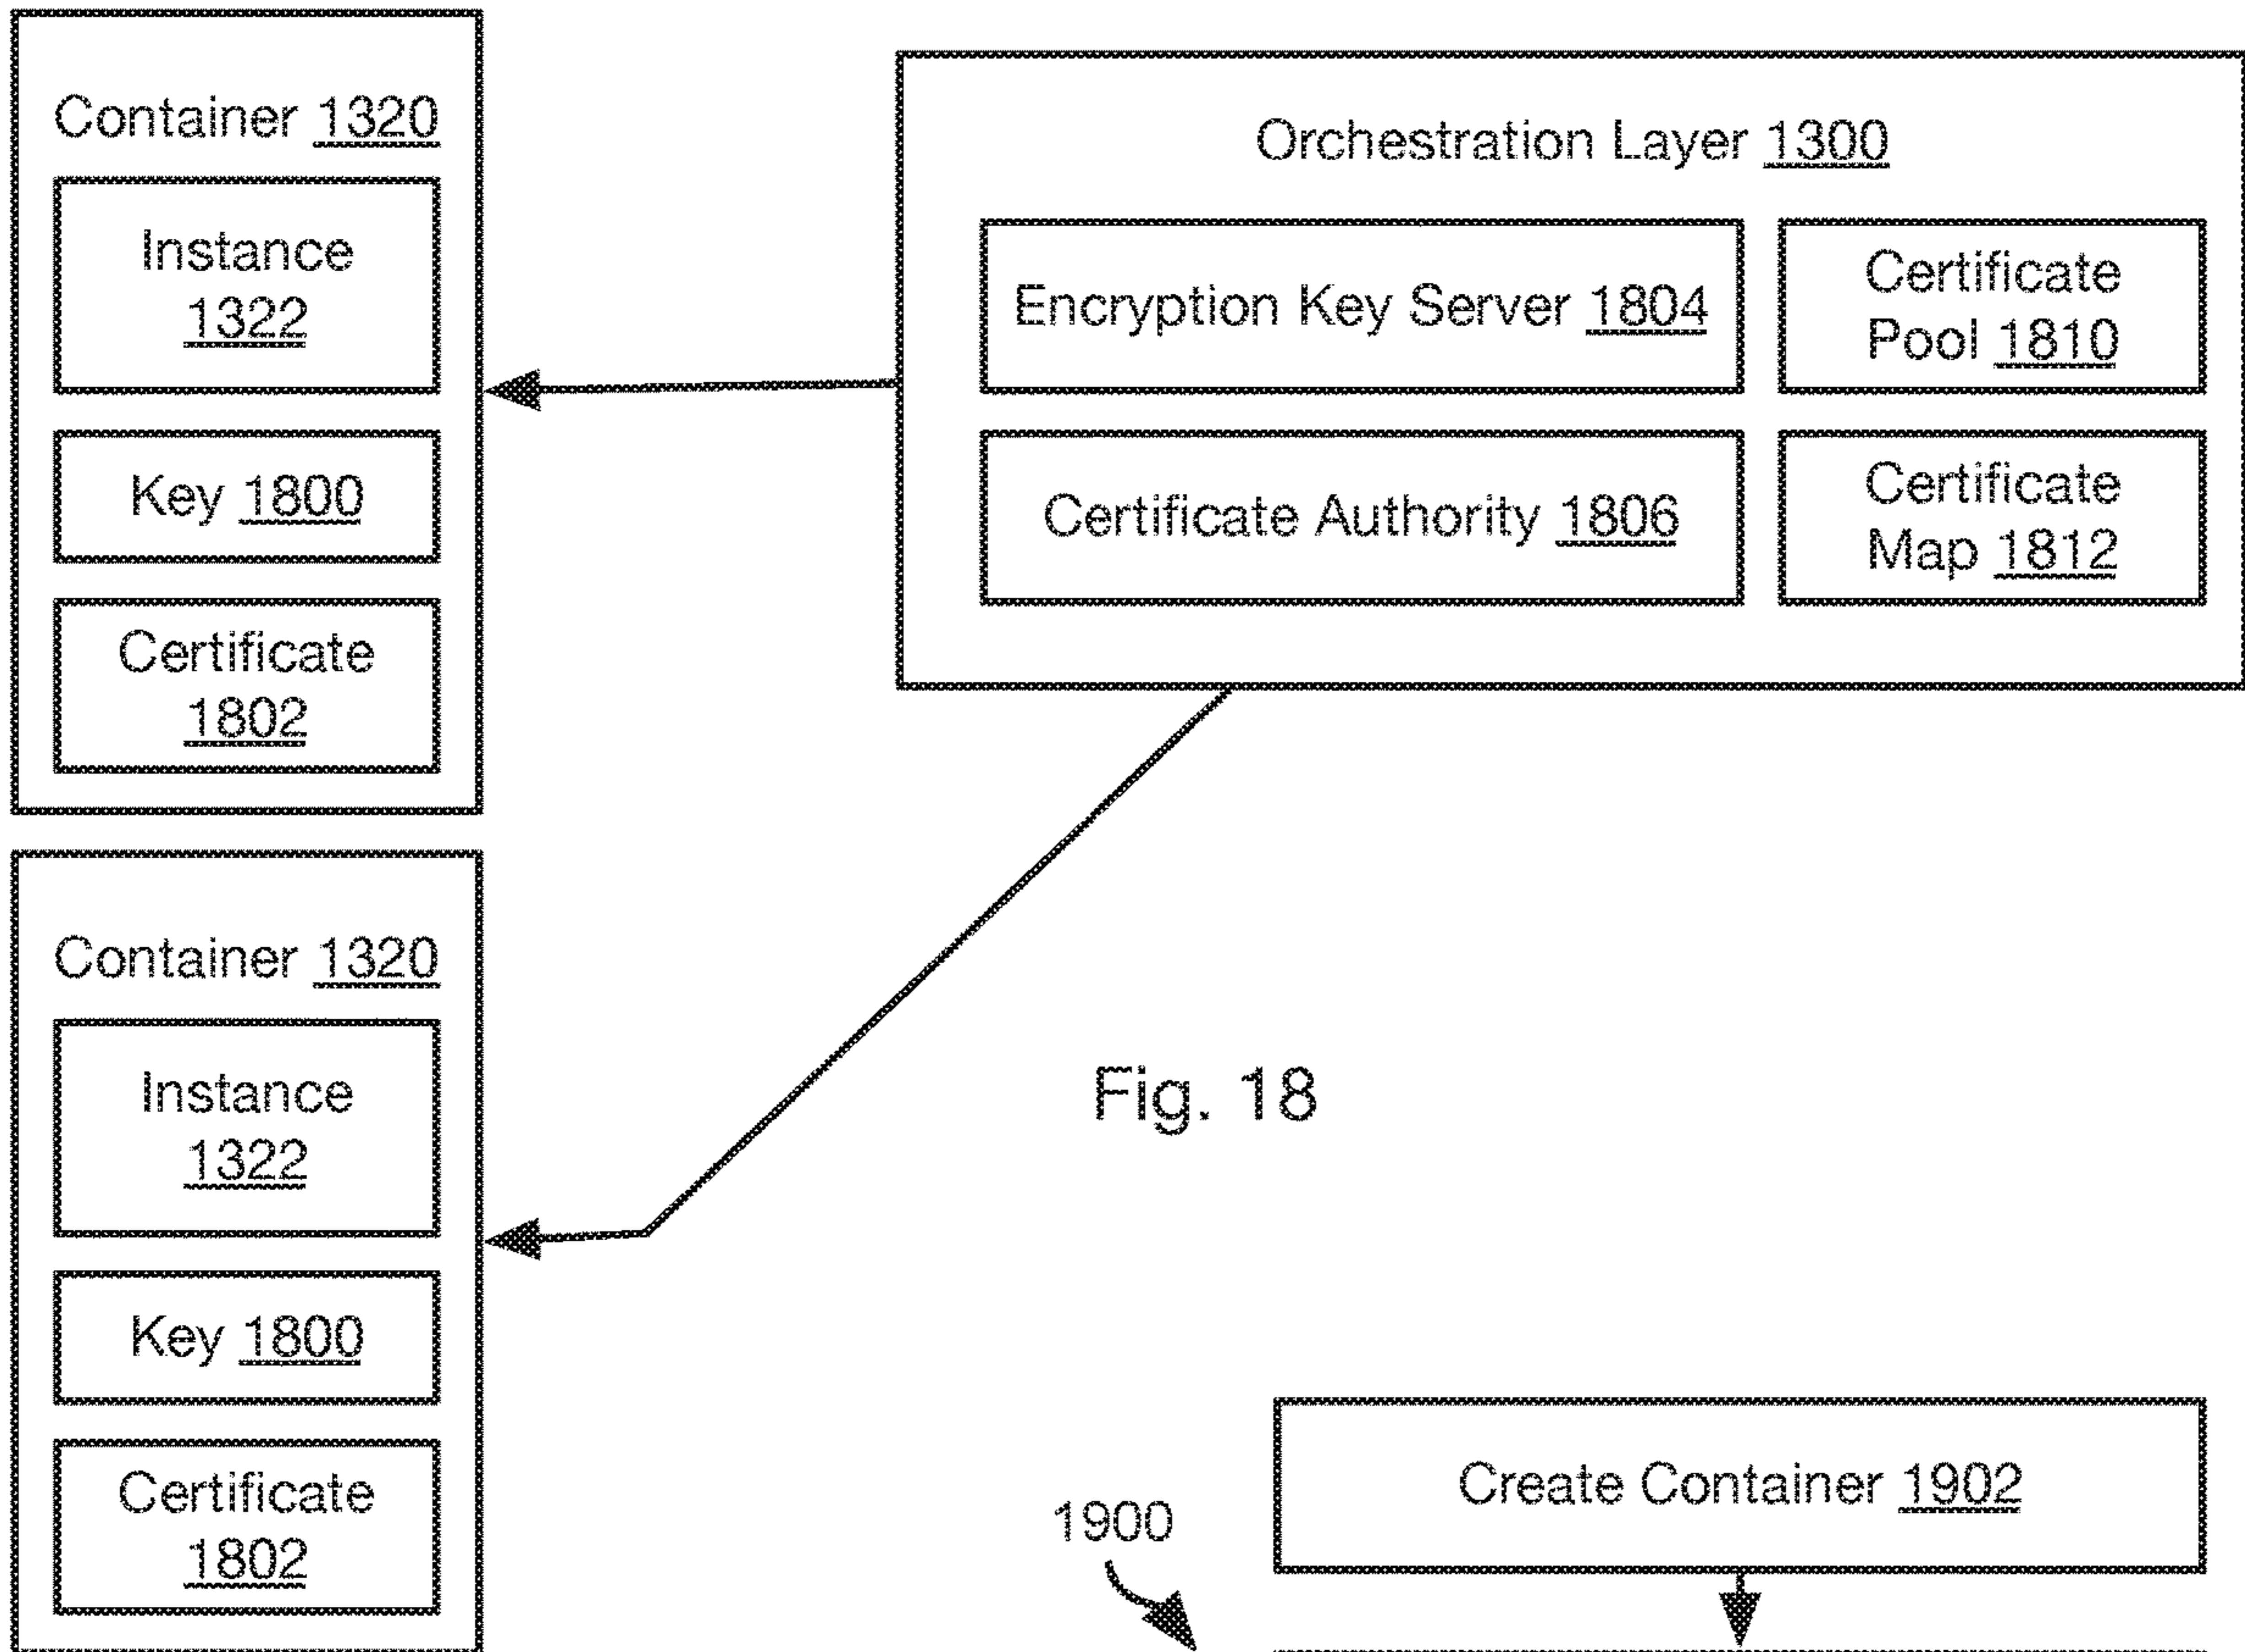 Container 1320
Instance
1322
Key 1800
Certificate
1802
Orchestration Layer 1300
Encryption Key Server 1804
Certificate
Pool 1810
Certificate Authority 1806
Certificate
Map 1812
Container 1320
Instance
1322
Key 1800
Certificate
1802
Fig. 18
1900
Create Container 1902